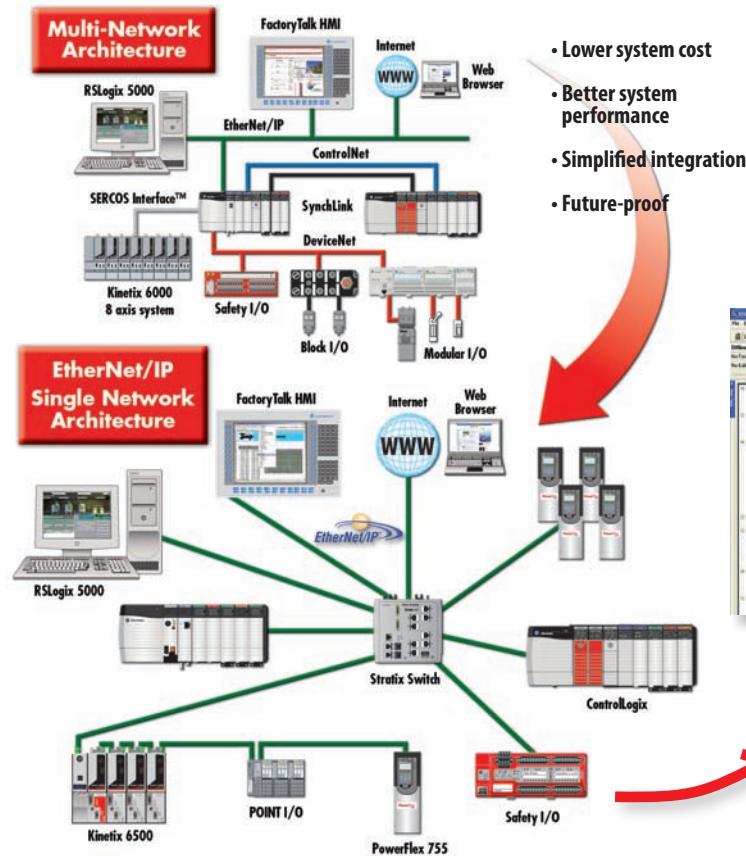 Multi-Network
Architecture
FactoryTalk HMI
Internet
WWW
Web
Browser
RSLogix 5000
EtherNet/IP
ControlNet
SERCOS Interface™
SynchLink
DeviceNet
Kinetix 6000
8 axis system
Safety I/O
Block I/O
Modular I/O
• Lower system cost
• Better system
performance
• Simplified integration
• Future-proof
EtherNet/IP
Single Network
Architecture
FactoryTalk HMI
Internet
WWW
Web
Browser
EtherNet/IP
RSLogix 5000
Stratix Switch
ControlLogix
Kinetix 6500
POINT I/O
PowerFlex 755
Safety I/O